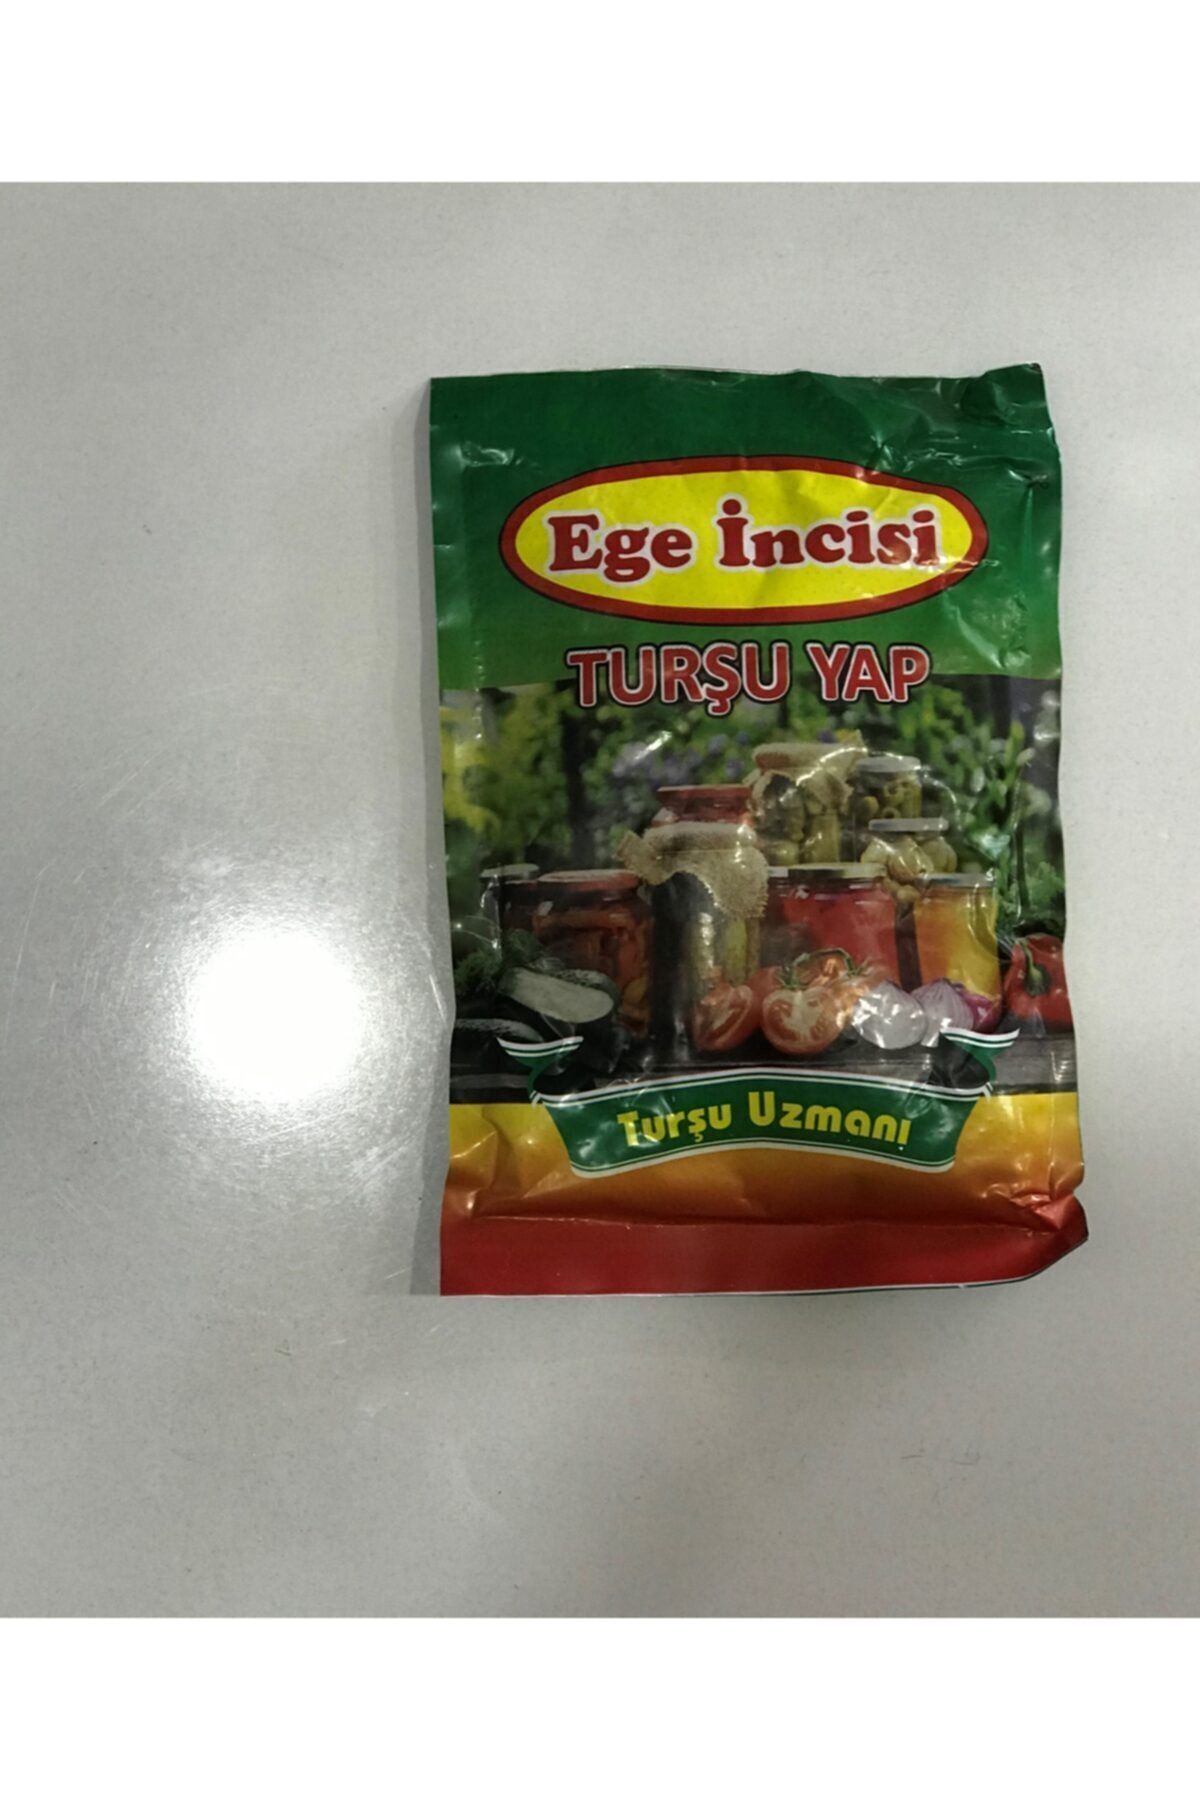 Ege İncisi
TURŞU YAP
Turşu Uzmanı